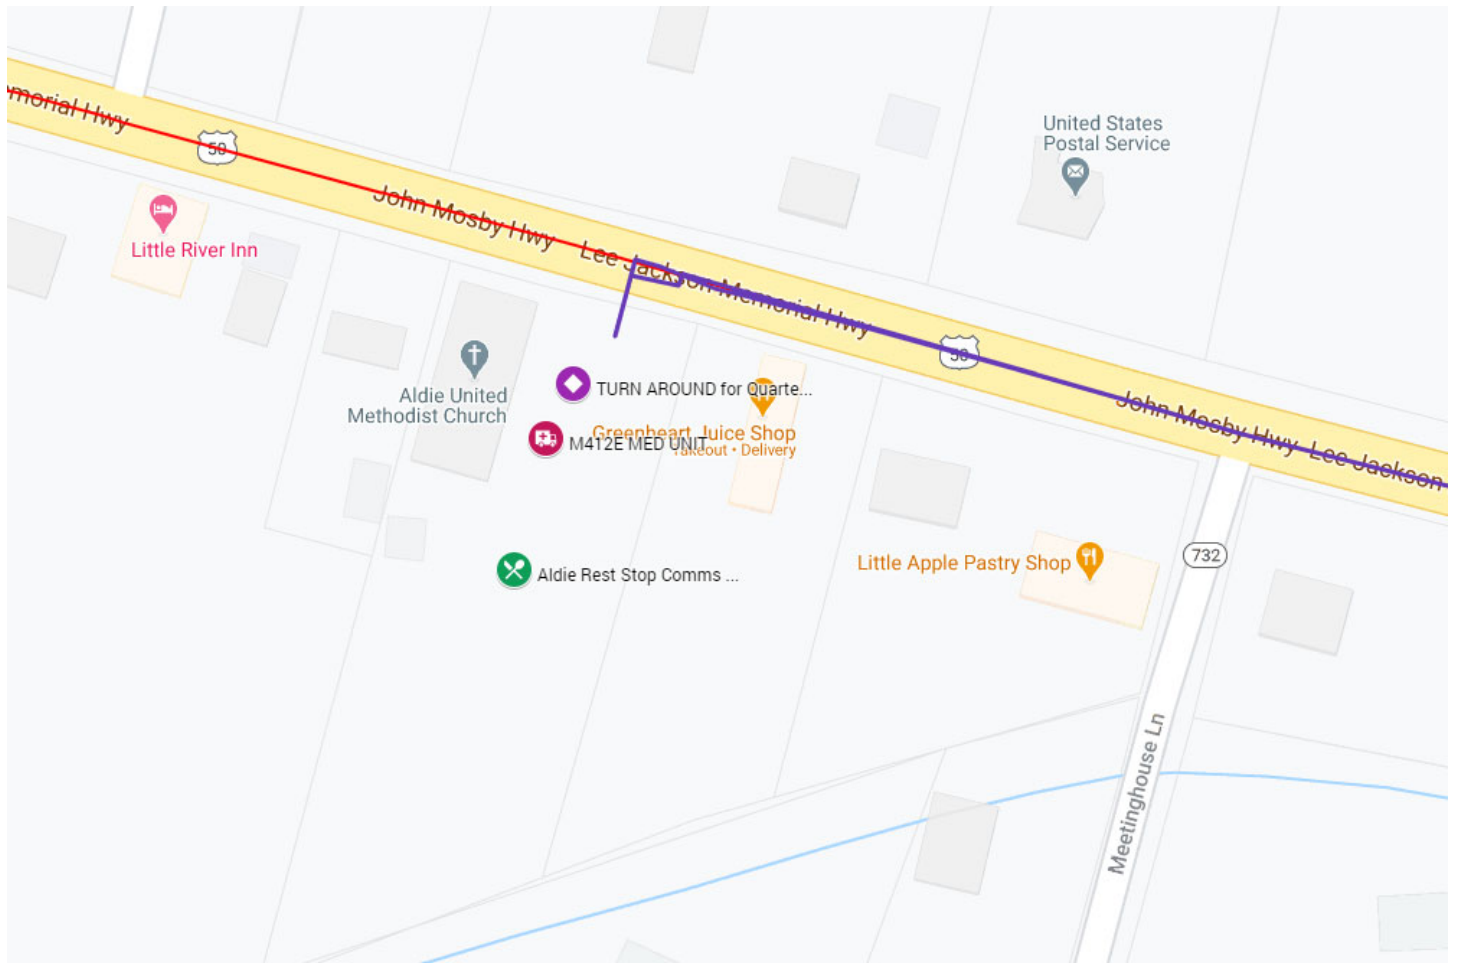 emorial Hwy
50
John Mosby Hwy
Lee Jackson Memorial Hwy
United States
Postal Service
Little River Inn
50
Aldie United
Methodist Church
TURN AROUND for Quarte...
Greenheart Juice Shop
Takeout • Delivery
M412E MED UNIT
John Mosby Hwy
Lee Jackson
Little Apple Pastry Shop
732
Aldie Rest Stop Comms ...
Meetinghouse Ln